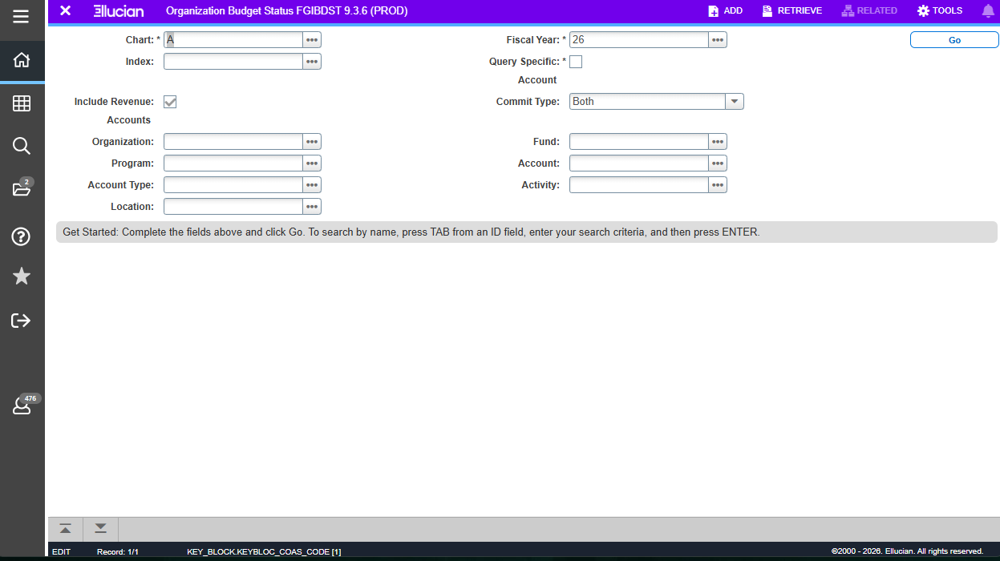 Ellucian Organization Budget Status FGIBDST 9.3.6 (PROD) ADD RETRIEVE RELATED TOOLS
Chart: * A ••• Fiscal Year: * 26 ••• Go
Index: ••• Query Specific: *
Account
Include Revenue: Commit Type: Both
Accounts
Organization: ••• Fund: •••
Program: ••• Account: •••
Account Type: ••• Activity: •••
Location: •••
Get Started: Complete the fields above and click Go. To search by name, press TAB from an ID field, enter your search criteria, and then press ENTER.
2
476
EDIT Record: 1/1 KEY_BLOCK.KEYBLOC_COAS_CODE [1] ©2000 - 2026. Ellucian. All rights reserved.